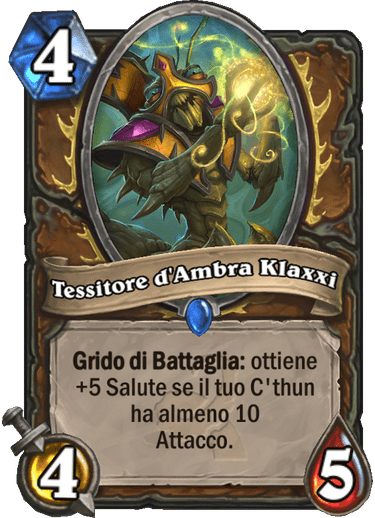 4
Tessitore d'Ambra Klaxxi
Grido di Battaglia: ottiene
+5 Salute se il tuo C'thun
ha almeno 10
Attacco.
4
5